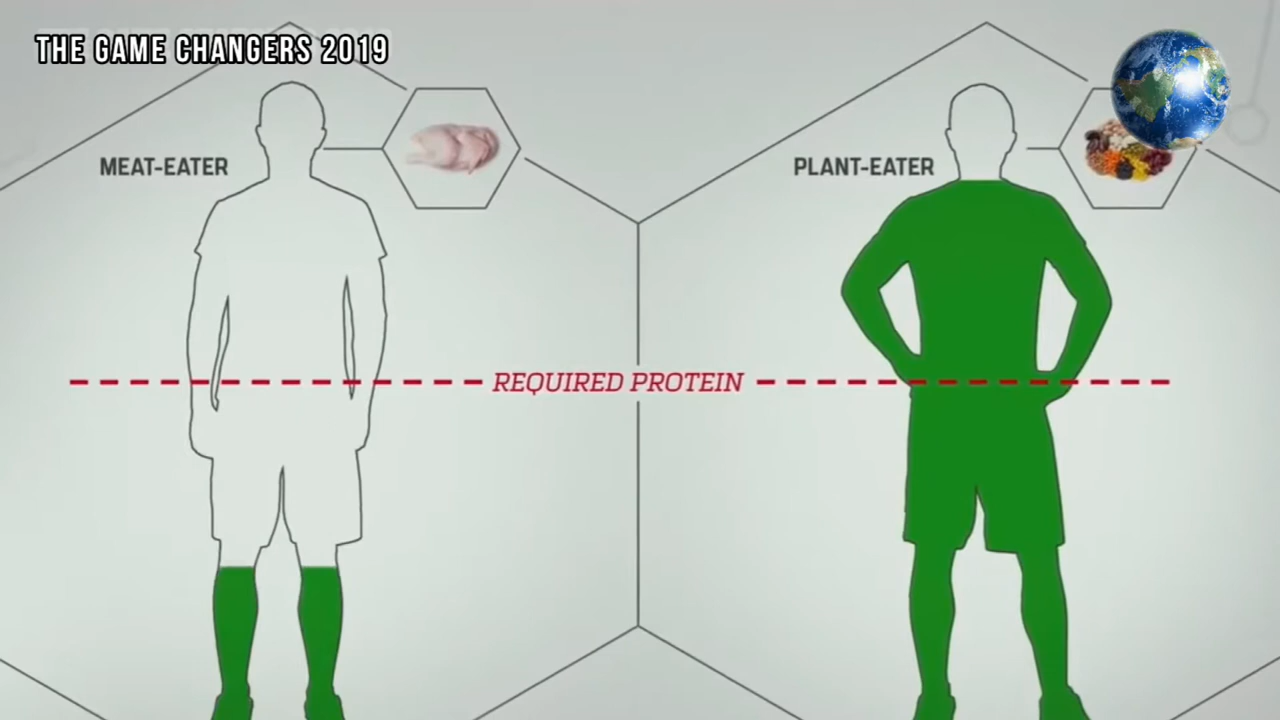 THE GAME CHANGERS 2019
MEAT-EATER
PLANT-EATER
REQUIRED PROTEIN